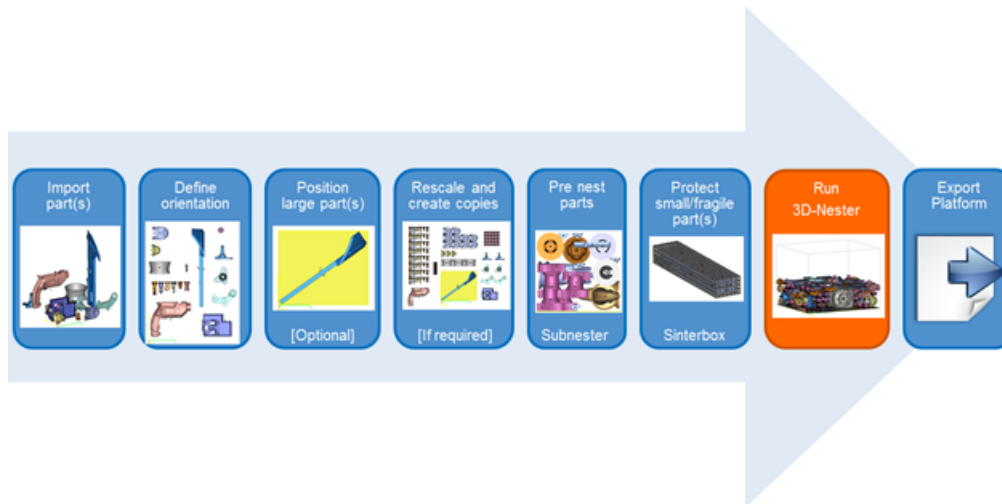 Import
part(s)
Define
orientation
Position
large part(s)
[Optional]
Rescale and
create copies
[If required]
Pre nest
parts
Subnester
Protect
small/fragile
part(s)
Sinterbox
Run
3D-Nester
Export
Platform